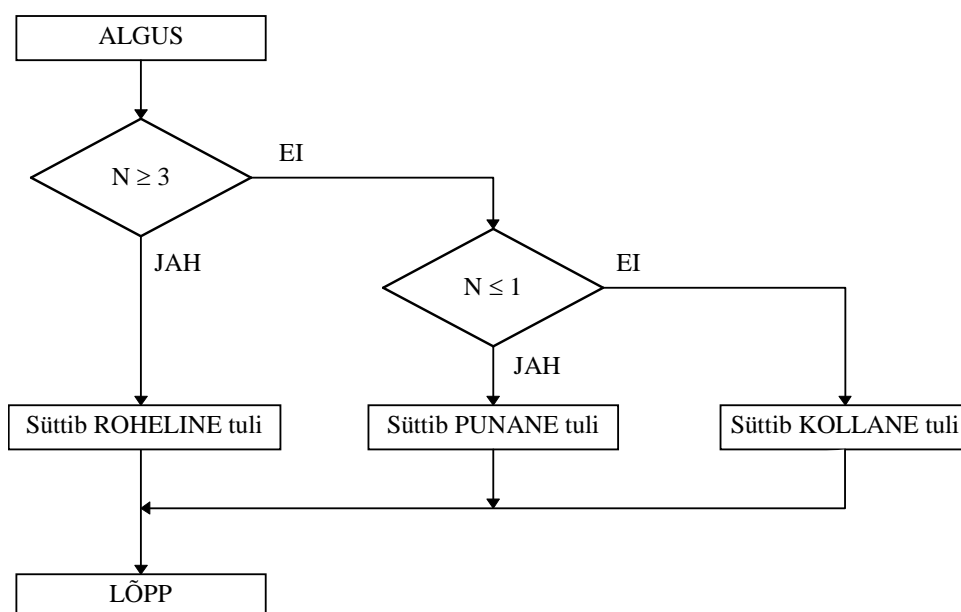 ALGUS
EI
N ≥ 3
JAH
EI
N ≤ 1
JAH
Süttib ROHELINE tuli
Süttib PUNANE tuli
Süttib KOLLANE tuli
LÕPP